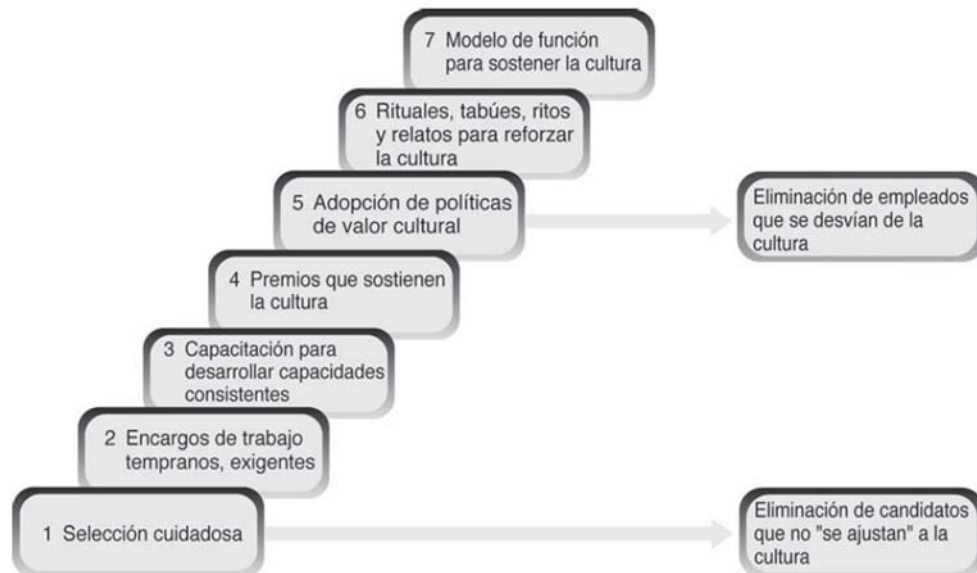 7 Modelo de función
para sostener la cultura
6 Rituales, tabúes, ritos
y relatos para reforzar
la cultura
5 Adopción de políticas
de valor cultural
Eliminación de empleados
que se desvían de la
cultura
4 Premios que sostienen
la cultura
3 Capacitación para
desarrollar capacidades
consistentes
2 Encargos de trabajo
tempranos, exigentes
1 Selección cuidadosa
Eliminación de candidatos
que no "se ajustan" a la
cultura